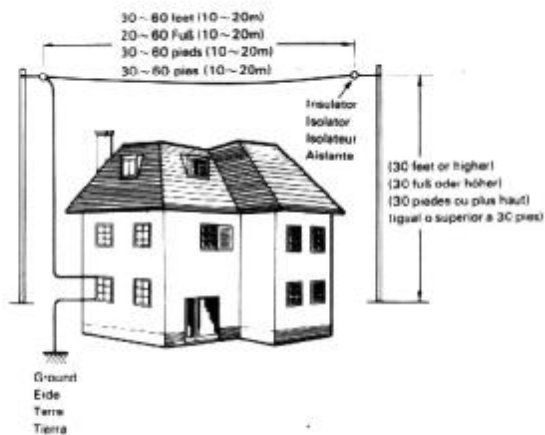 30~60 feet (10~20m)
20~60 Fuß (10~20m)
30~60 pieds (10~20m)
30~60 pies (10~20m)
Insulator
Isolator
Isolateur
Aislante
(30 feet or higher)
(30 fuß oder höher)
(30 piedes ou plus haut)
(igual o superior a 30 pies)
Ground
Erde
Terre
Tierra